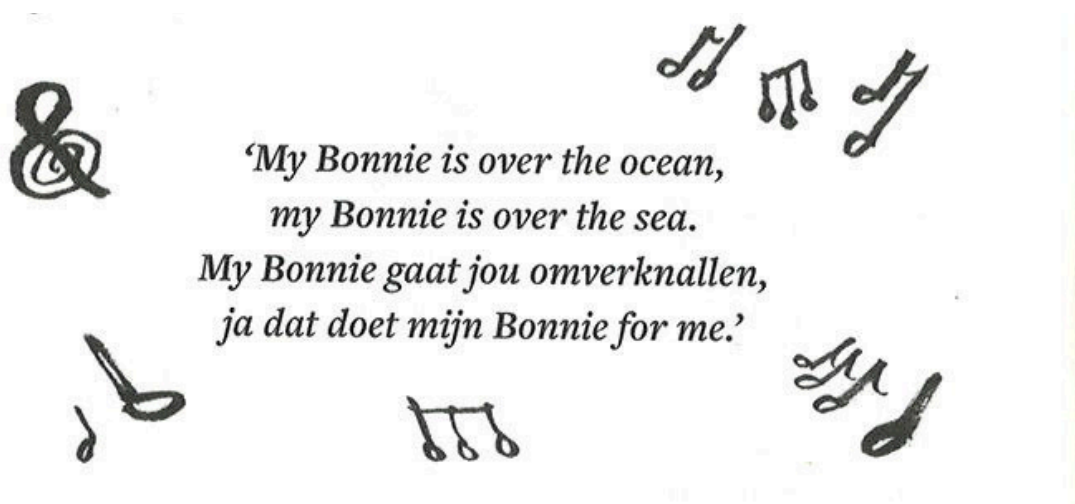 ‘My Bonnie is over the ocean,
my Bonnie is over the sea.
My Bonnie gaat jou omverknallen,
ja dat doet mijn Bonnie for me.’